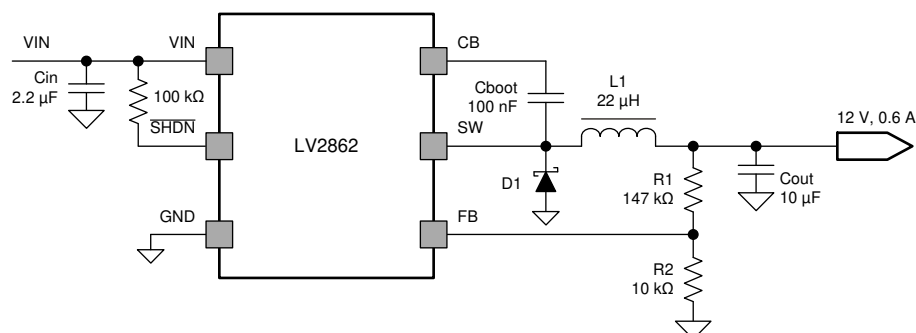 VIN
VIN
CB
Cin
2.2 µF
100 kΩ
SHDN
LV2862
Cboot
100 nF
L1
22 µH
SW
12 V, 0.6 A
D1
R1
147 kΩ
Cout
10 µF
GND
FB
R2
10 kΩ